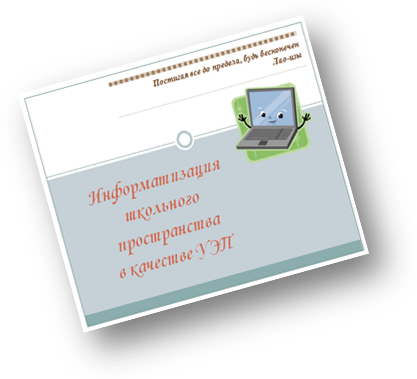 Постигая все до предела, будь бесконечен
Лао-цзы
Информатизация
школьного
пространства
в качестве УЭП